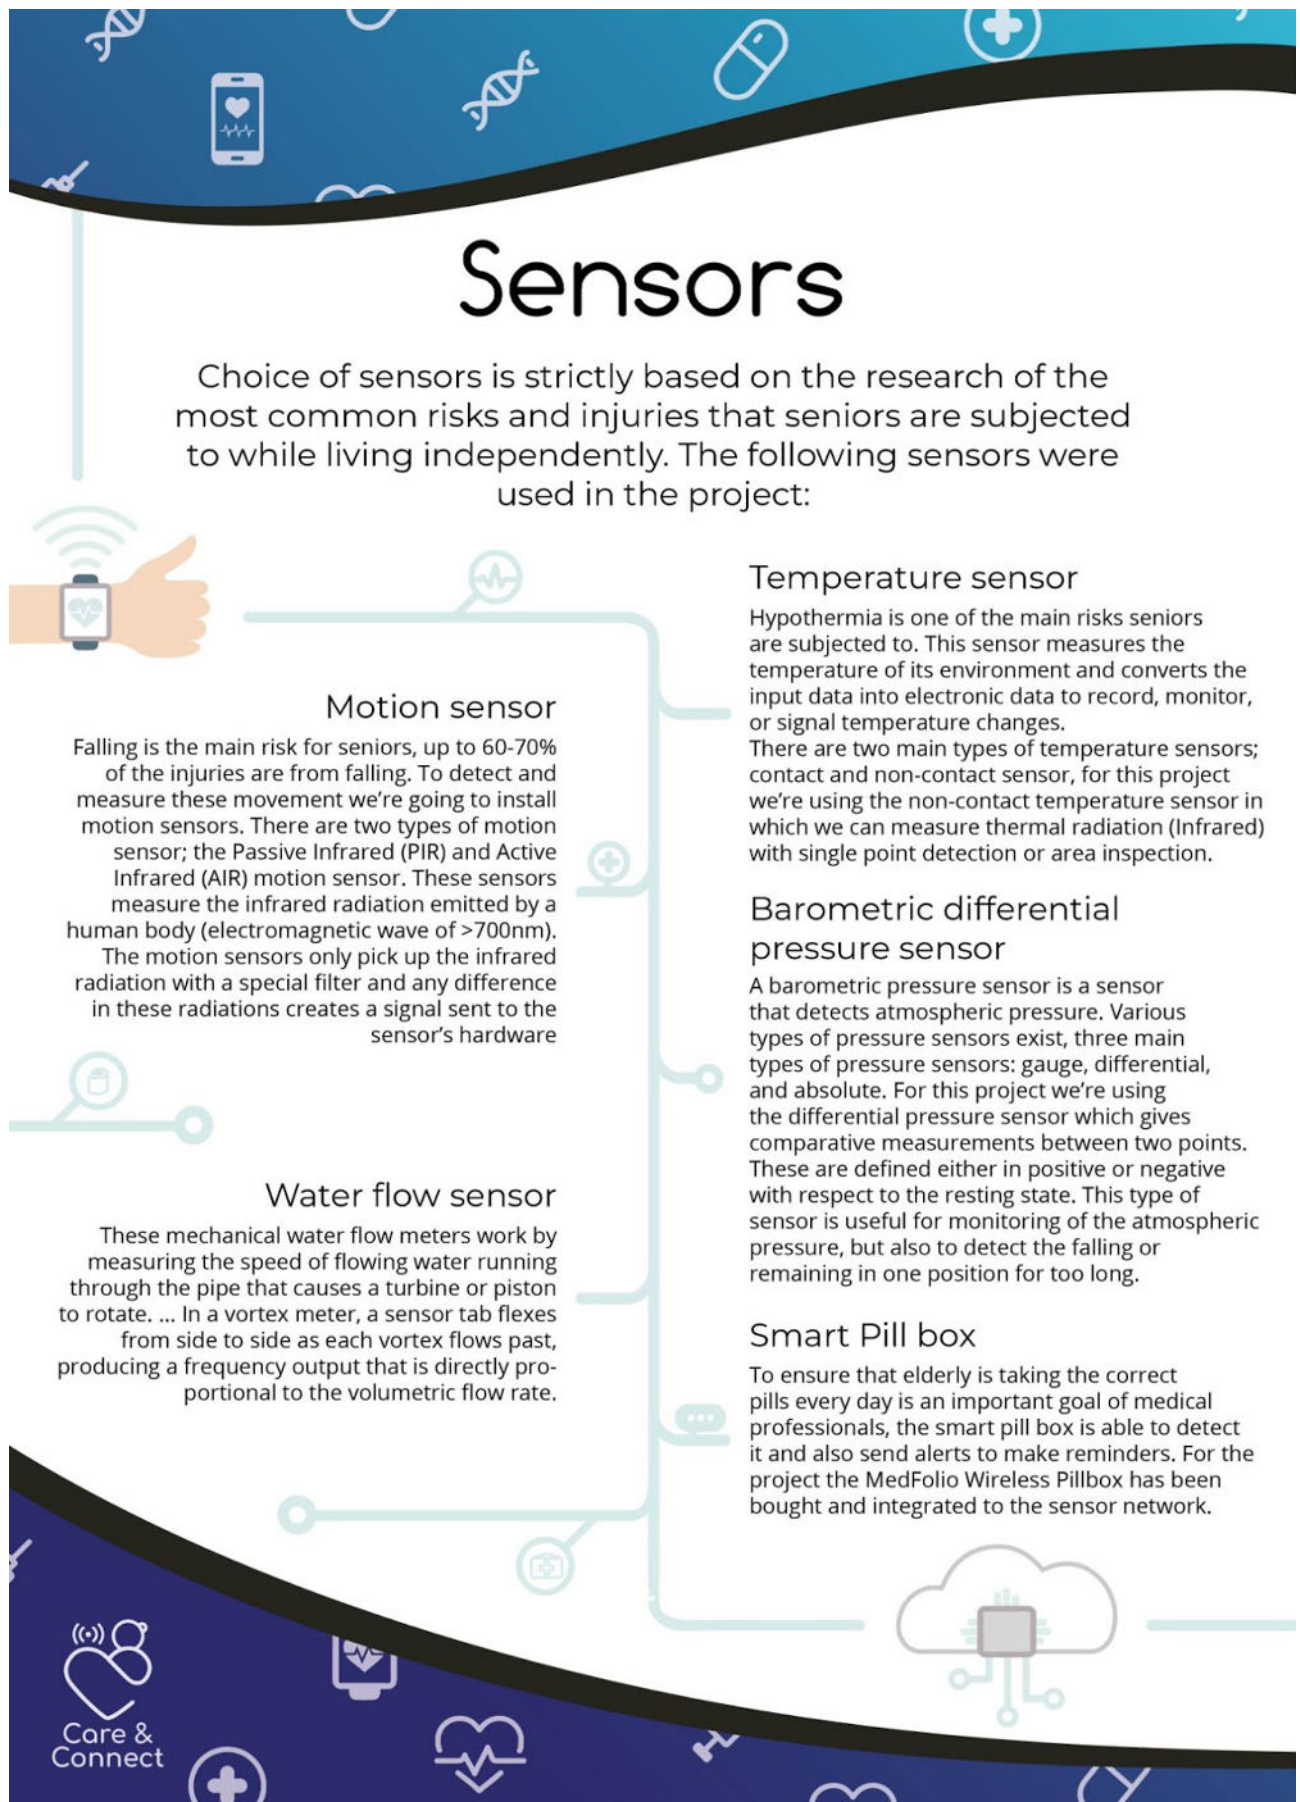 Sensors
Choice of sensors is strictly based on the research of the
most common risks and injuries that seniors are subjected
to while living independently. The following sensors were
used in the project:
Motion sensor
Falling is the main risk for seniors, up to 60-70%
of the injuries are from falling. To detect and
measure these movement we're going to install
motion sensors. There are two types of motion
sensor; the Passive Infrared (PIR) and Active
Infrared (AIR) motion sensor. These sensors
measure the infrared radiation emitted by a
human body (electromagnetic wave of >700nm).
The motion sensors only pick up the infrared
radiation with a special filter and any difference
in these radiations creates a signal sent to the
sensor's hardware
Water flow sensor
These mechanical water flow meters work by
measuring the speed of flowing water running
through the pipe that causes a turbine or piston
to rotate. ... In a vortex meter, a sensor tab flexes
from side to side as each vortex flows past,
producing a frequency output that is directly pro-
portional to the volumetric flow rate.
Temperature sensor
Hypothermia is one of the main risks seniors
are subjected to. This sensor measures the
temperature of its environment and converts the
input data into electronic data to record, monitor,
or signal temperature changes.
There are two main types of temperature sensors;
contact and non-contact sensor, for this project
we're using the non-contact temperature sensor in
which we can measure thermal radiation (Infrared)
with single point detection or area inspection.
Barometric differential
pressure sensor
A barometric pressure sensor is a sensor
that detects atmospheric pressure. Various
types of pressure sensors exist, three main
types of pressure sensors: gauge, differential,
and absolute. For this project we're using
the differential pressure sensor which gives
comparative measurements between two points.
These are defined either in positive or negative
with respect to the resting state. This type of
sensor is useful for monitoring of the atmospheric
pressure, but also to detect the falling or
remaining in one position for too long.
Smart Pill box
To ensure that elderly is taking the correct
pills every day is an important goal of medical
professionals, the smart pill box is able to detect
it and also send alerts to make reminders. For the
project the MedFolio Wireless Pillbox has been
bought and integrated to the sensor network.
Care &
Connect